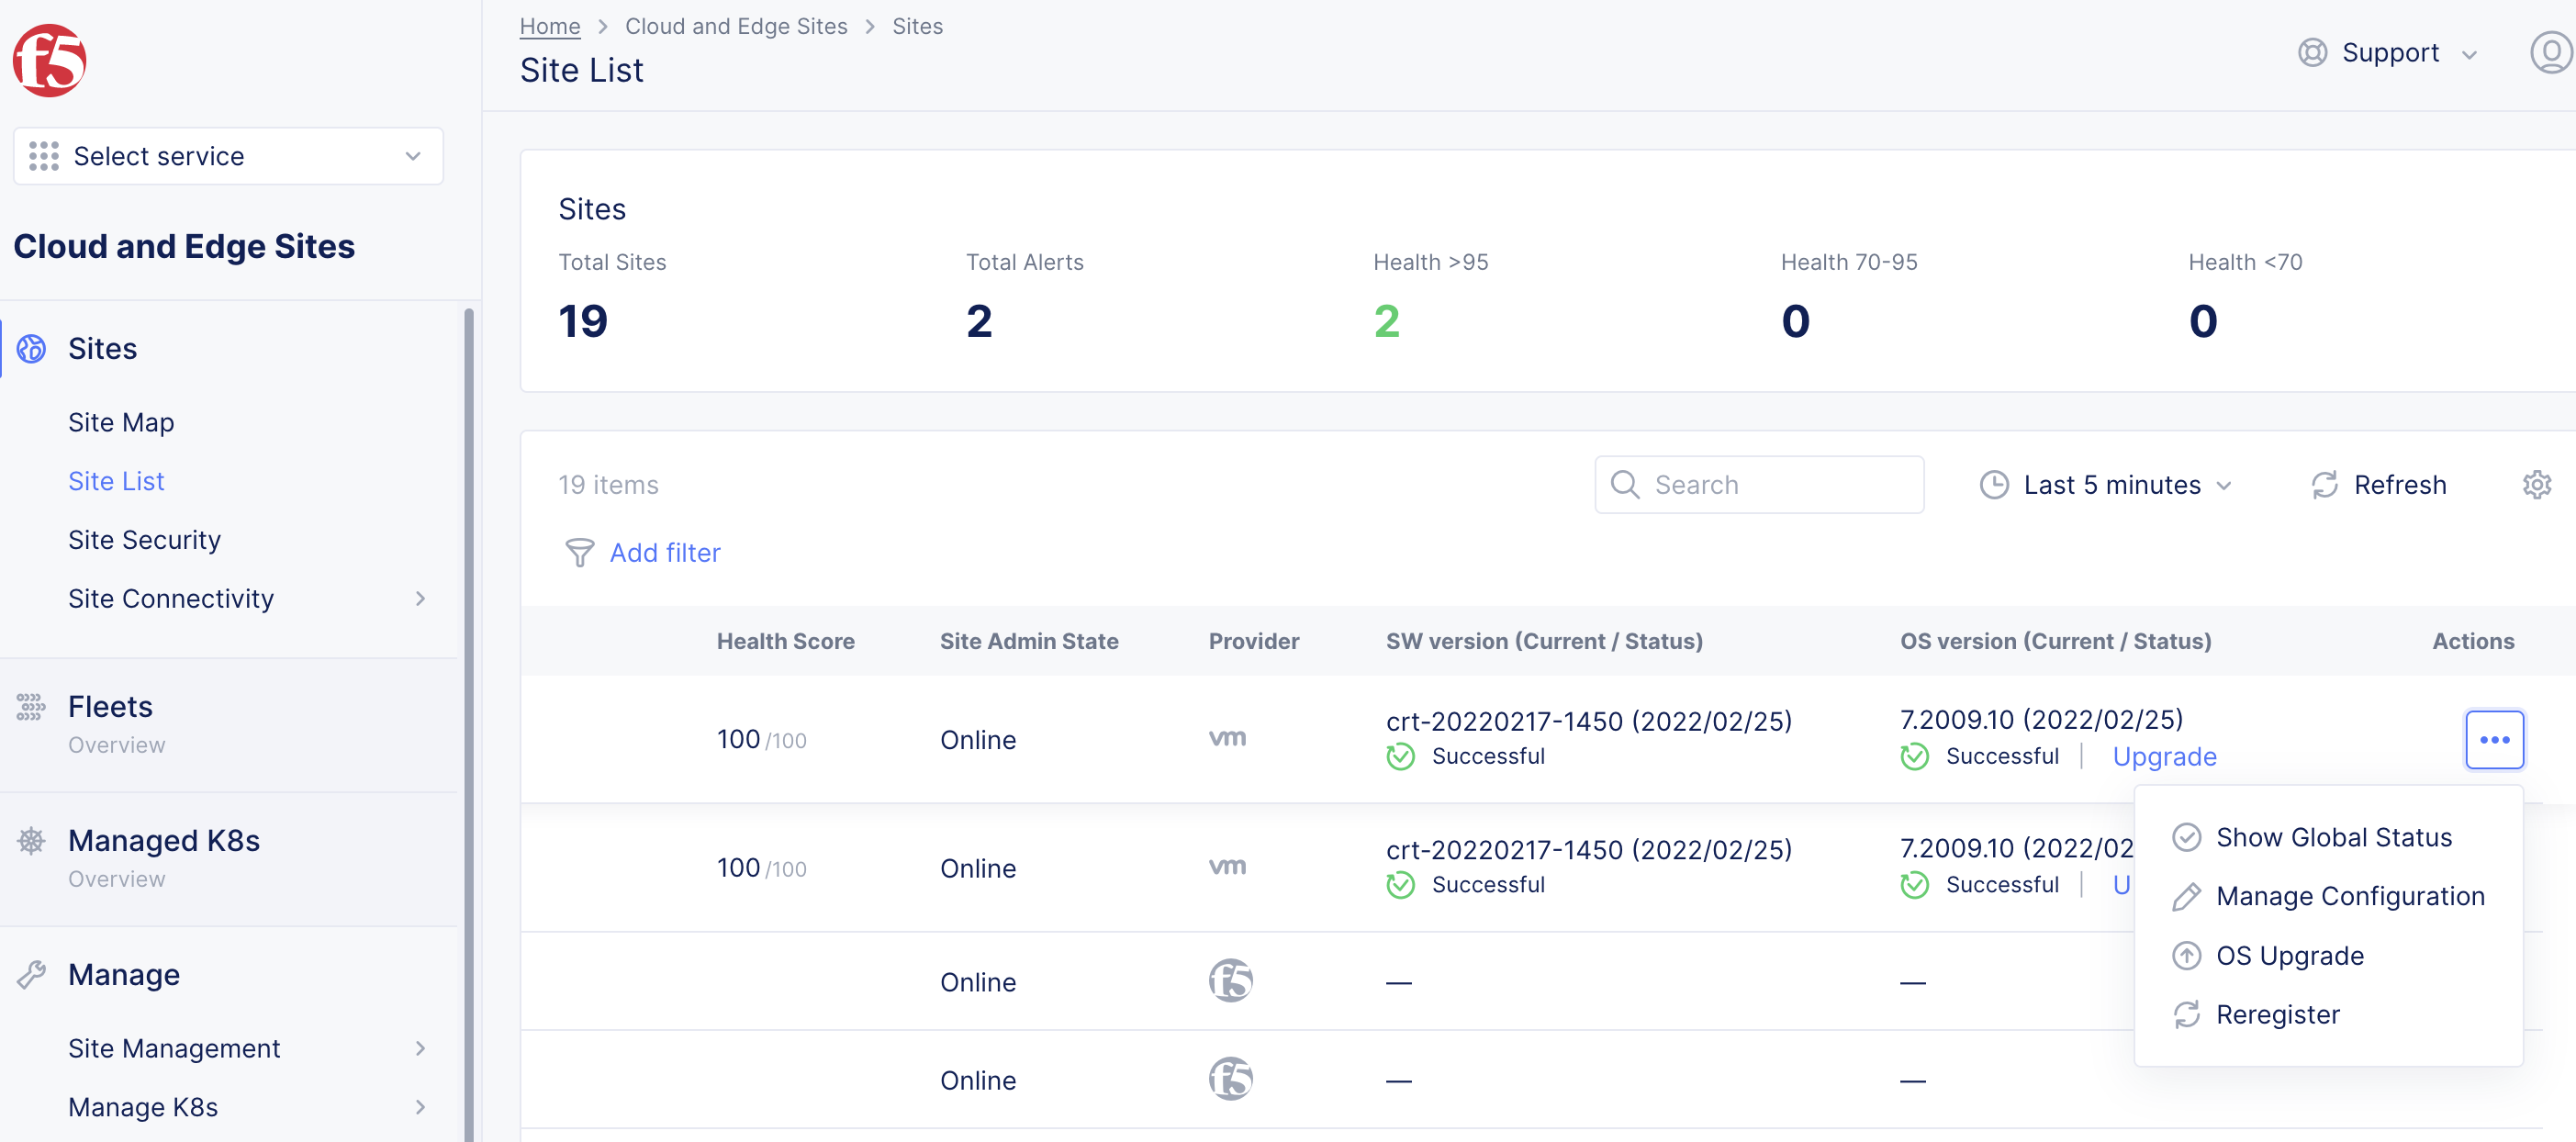 f5
Select service
Cloud and Edge Sites
Sites
Site Map
Site List
Site Security
Site Connectivity
Fleets
Overview
Managed K8s
Overview
Manage
Site Management
Manage K8s
Home > Cloud and Edge Sites > Sites
Site List
Support
Sites
Total Sites Total Alerts Health >95 Health 70-95 Health <70
19 2 2 0 0
19 items Search Last 5 minutes Refresh
Add filter
Health Score Site Admin State Provider SW version (Current / Status) OS version (Current / Status) Actions
100 /100 Online vm crt-20220217-1450 (2022/02/25) 7.2009.10 (2022/02/25)
Successful Successful | Upgrade
100 /100 Online vm crt-20220217-1450 (2022/02/25) 7.2009.10 (2022/02
Successful Successful | U
Online f5 — —
Online f5 — —
Show Global Status
Manage Configuration
OS Upgrade
Reregister